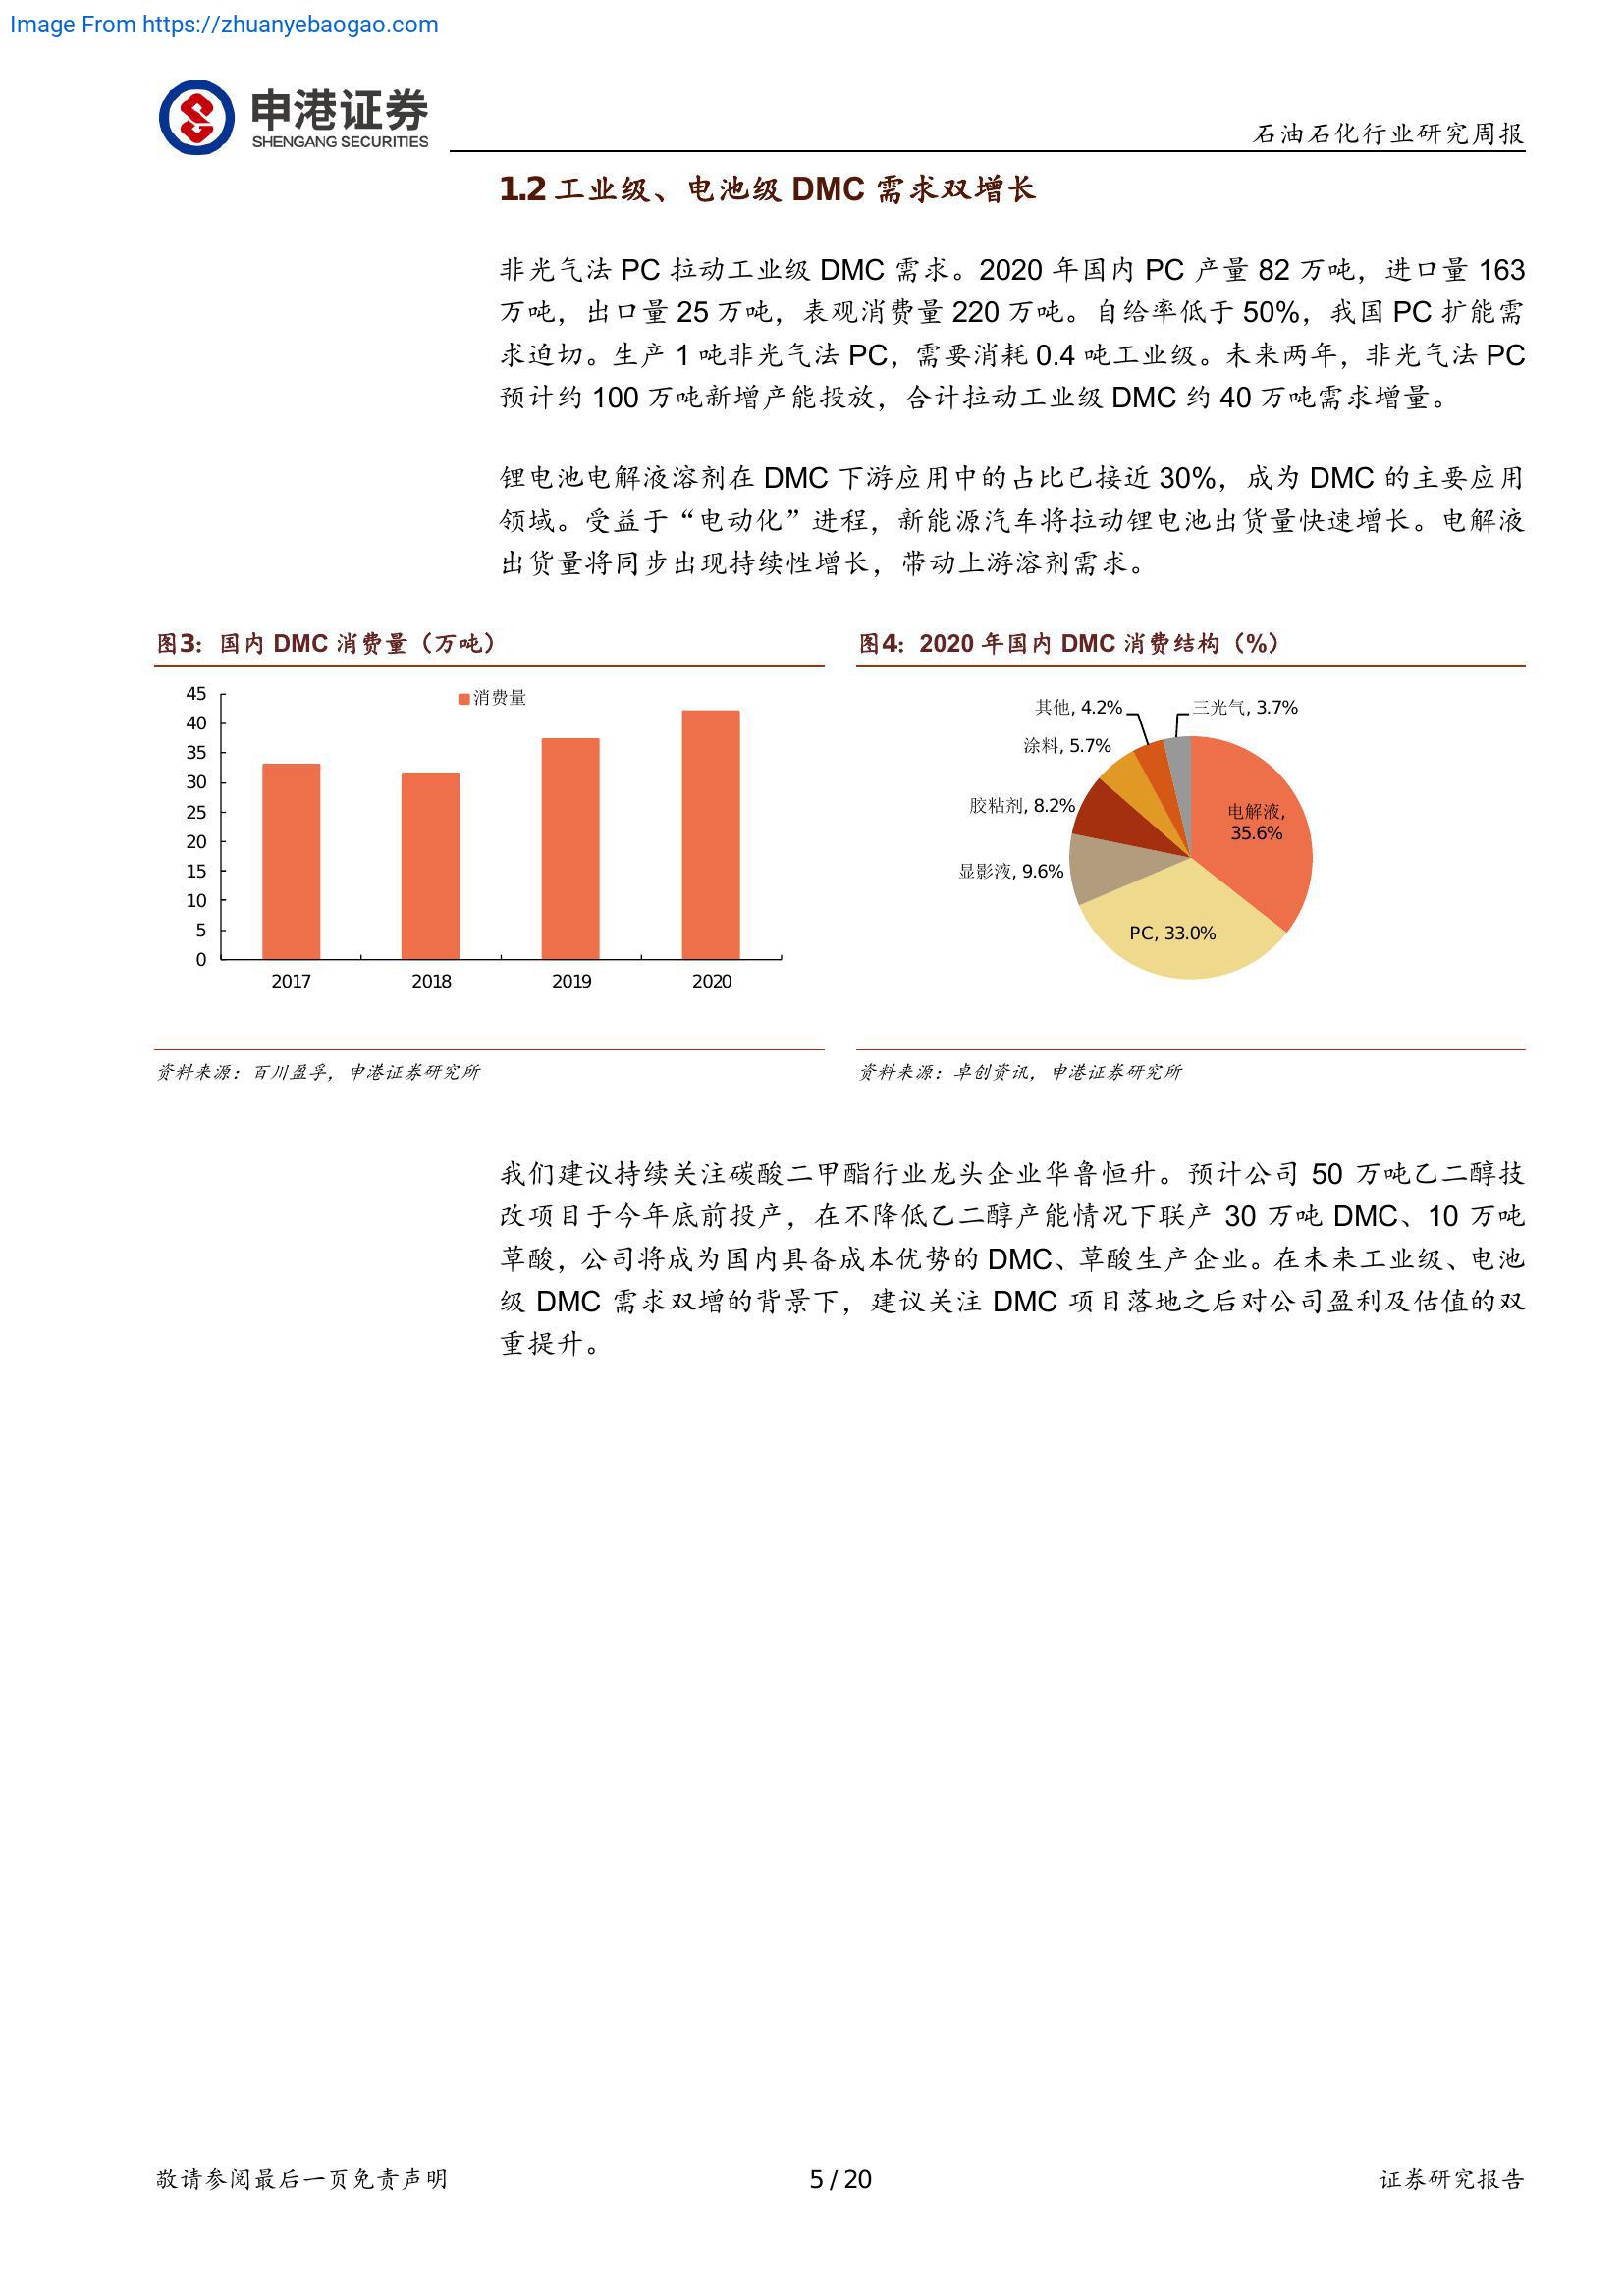 Image From https://zhuanyebaogao.com
申港证券
SHENGANG SECURITIES
石油石化行业研究周报
1.2 工业级、电池级 DMC 需求双增长
非光气法 PC 拉动工业级 DMC 需求。2020 年国内 PC 产量 82 万吨，进口量 163
万吨，出口量 25 万吨，表观消费量 220 万吨。自给率低于 50%，我国 PC 扩能需
求迫切。生产 1 吨非光气法 PC，需要消耗 0.4 吨工业级。未来两年，非光气法 PC
预计约 100 万吨新增产能投放，合计拉动工业级 DMC 约 40 万吨需求增量。
锂电池电解液溶剂在 DMC 下游应用中的占比已接近 30%，成为 DMC 的主要应用
领域。受益于“电动化”进程，新能源汽车将拉动锂电池出货量快速增长。电解液
出货量将同步出现持续性增长，带动上游溶剂需求。
图3：国内 DMC 消费量（万吨）
消费量
45
40
35
30
25
20
15
10
5
0
2017 2018 2019 2020
资料来源：百川盈孚，申港证券研究所
图4：2020 年国内 DMC 消费结构（%）
其他, 4.2%
三光气, 3.7%
涂料, 5.7%
胶粘剂, 8.2%
电解液,
35.6%
显影液, 9.6%
PC, 33.0%
资料来源：卓创资讯，申港证券研究所
我们建议持续关注碳酸二甲酯行业龙头企业华鲁恒升。预计公司 50 万吨乙二醇技
改项目于今年底前投产，在不降低乙二醇产能情况下联产 30 万吨 DMC、10 万吨
草酸，公司将成为国内具备成本优势的 DMC、草酸生产企业。在未来工业级、电池
级 DMC 需求双增的背景下，建议关注 DMC 项目落地之后对公司盈利及估值的双
重提升。
敬请参阅最后一页免责声明
5 / 20
证券研究报告